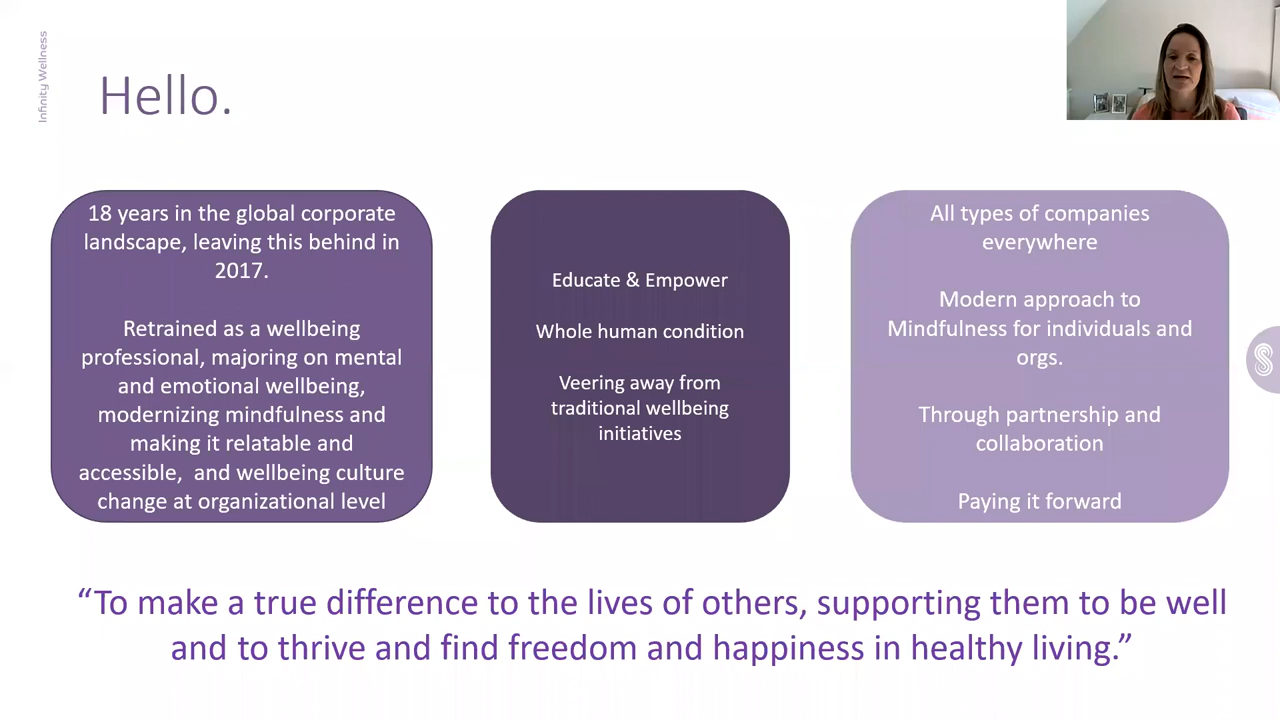 Infinity Wellness
Hello.
18 years in the global corporate
landscape, leaving this behind in
2017.
Retrained as a wellbeing
professional, majoring on mental
and emotional wellbeing,
modernizing mindfulness and
making it relatable and
accessible,  and wellbeing culture
change at organizational level
Educate & Empower
Whole human condition
Veering away from
traditional wellbeing
initiatives
All types of companies
everywhere
Modern approach to
Mindfulness for individuals and
orgs.
Through partnership and
collaboration
Paying it forward
“To make a true difference to the lives of others, supporting them to be well
and to thrive and find freedom and happiness in healthy living.”